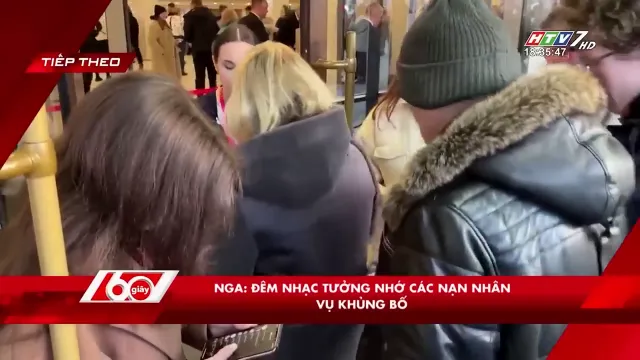 TIẾP THEO
HTV7 HD
18:35:47
60 giây
NGA: ĐÊM NHẠC TƯỞNG NHỚ CÁC NẠN NHÂN
VỤ KHỦNG BỐ